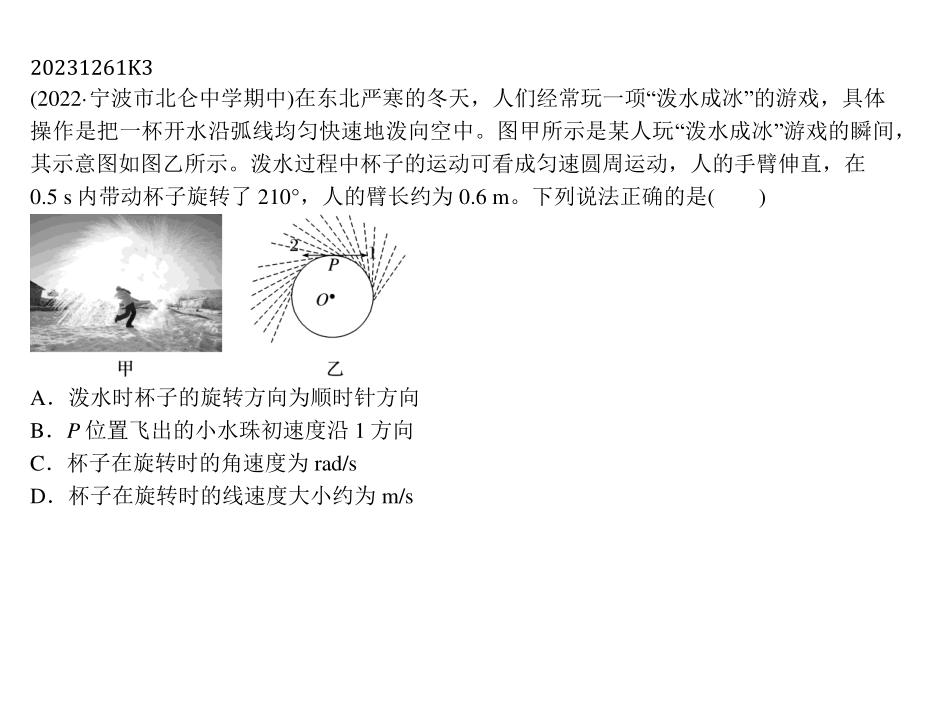 20231261K3
(2022·宁波市北仑中学期中)在东北严寒的冬天，人们经常玩一项“泼水成冰”的游戏，具体
操作是把一杯开水沿弧线均匀快速地泼向空中。图甲所示是某人玩“泼水成冰”游戏的瞬间，
其示意图如图乙所示。泼水过程中杯子的运动可看成匀速圆周运动，人的手臂伸直，在
0.5 s 内带动杯子旋转了 210°，人的臂长约为 0.6 m。下列说法正确的是(　　)
2
1
P
O
甲
乙
A．泼水时杯子的旋转方向为顺时针方向
B．P 位置飞出的小水珠初速度沿 1 方向
C．杯子在旋转时的角速度为 rad/s
D．杯子在旋转时的线速度大小约为 m/s